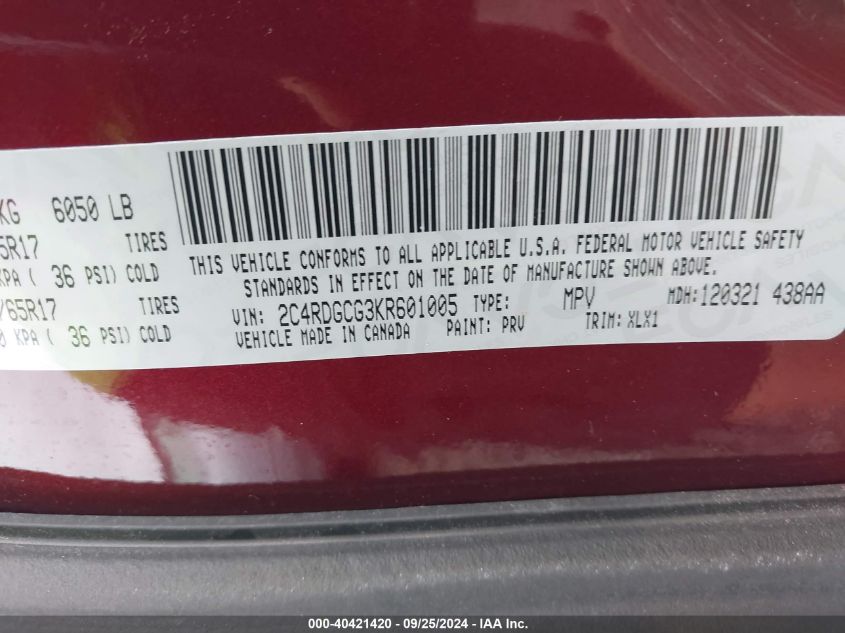 KG 6050 LB
5R17 TIRES
KPA ( 36 PSI) COLD
/65R17 TIRES
0 KPA ( 36 PSI) COLD
THIS VEHICLE CONFORMS TO ALL APPLICABLE U.S.A. FEDERAL MOTOR VEHICLE SAFETY
STANDARDS IN EFFECT ON THE DATE OF MANUFACTURE SHOWN ABOVE.
VIN: 2C4RDGCG3KR601005 TYPE: MPV MDH: 120321 438AA
VEHICLE MADE IN CANADA PAINT: PRV TRIM: XLX1
000-40421420 - 09/25/2024 - IAA Inc.